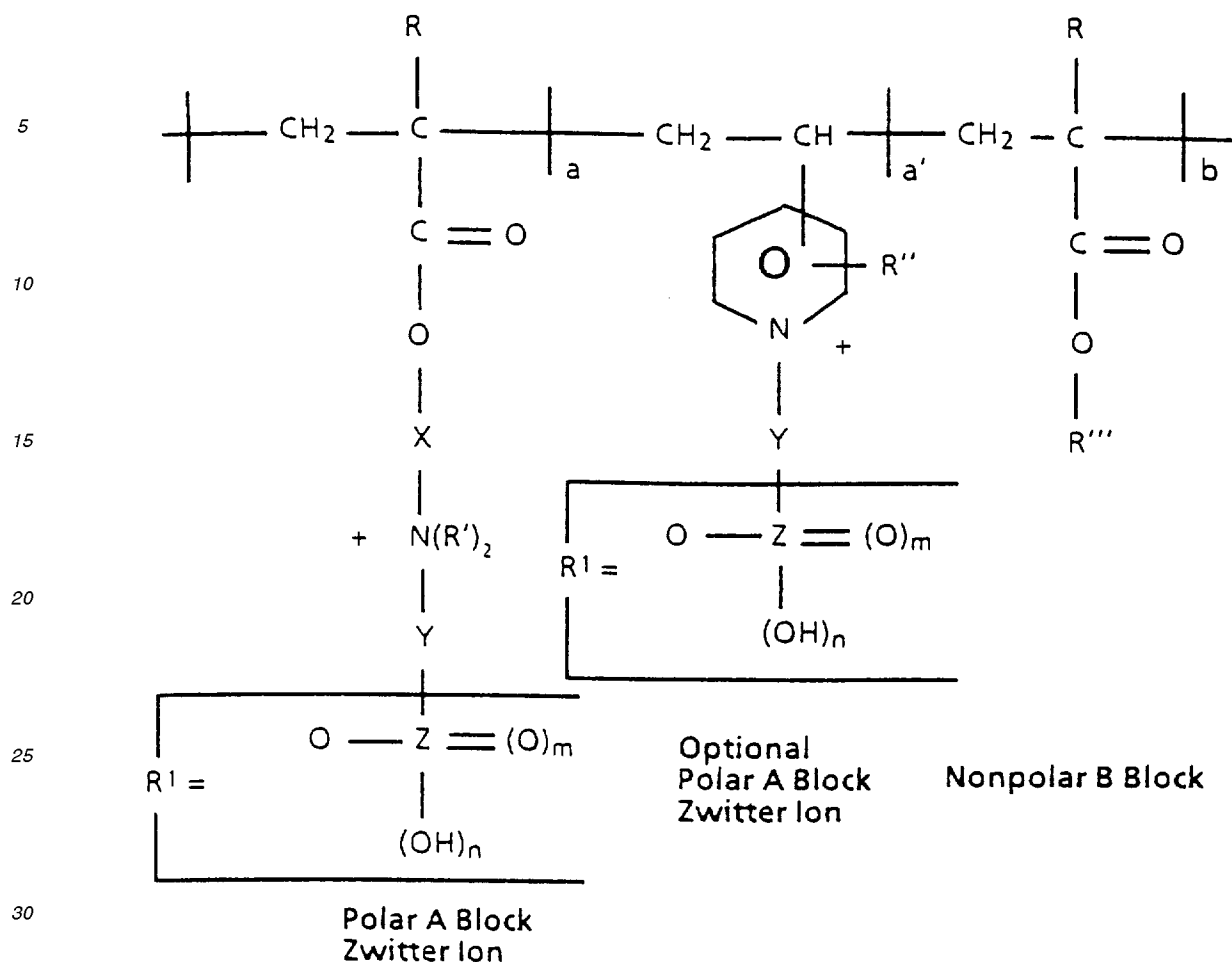 R R
5 CH2 C a CH2 CH a' CH2 C b
C = O O R'' C = O
10
O N + O
X Y R'''
15
+ N(R')2 R1 = O — Z = (O)m
20
Y (OH)n
R1 = O — Z = (O)m
25
(OH)n
Optional
Polar A Block
Zwitter Ion
Nonpolar B Block
30
Polar A Block
Zwitter Ion